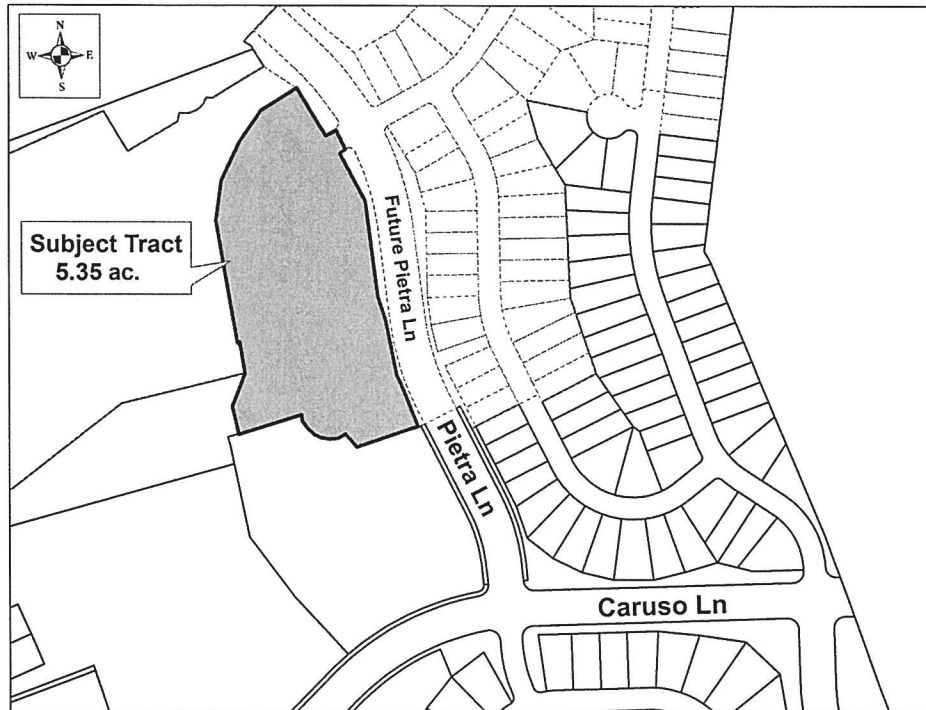 N
W E
S
Subject Tract
5.35 ac.
Future Pietra Ln
Pietra Ln
Caruso Ln